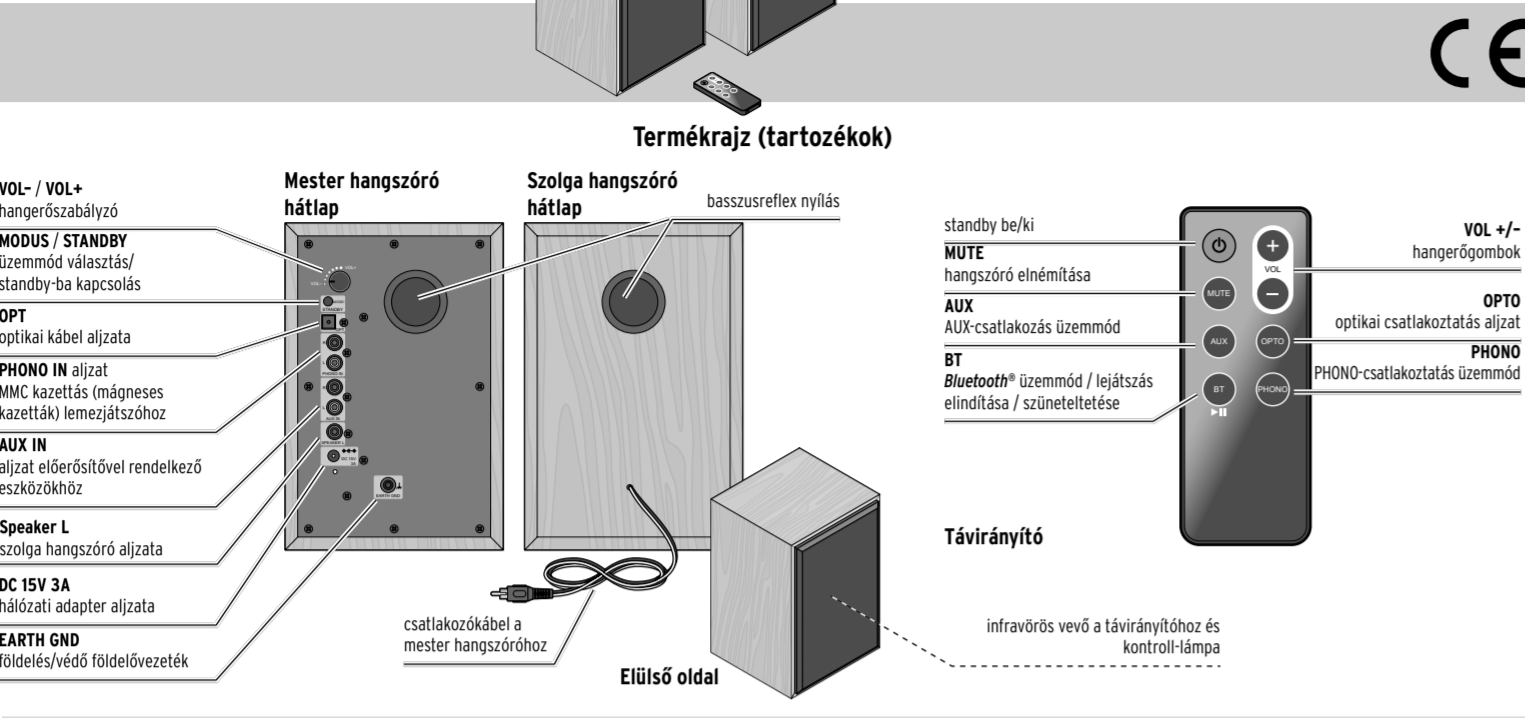 CE
Termékrajz (tartozékok)
VOL– / VOL+
hangerőszabályzó
MODUS / STANDBY
üzemmód választás/
standby-ba kapcsolás
OPT
optikai kábel aljzata
PHONO IN aljzat
MMC kazettás (mágneses
kazetták) lemezjátszóhoz
AUX IN
aljzat előerősítővel rendelkező
eszközökhöz
Speaker L
szolga hangszóró aljzata
DC 15V 3A
hálózati adapter aljzata
EARTH GND
földelés/védő földelővezeték
Mester hangszóró
hátlap
VOL+
VOL–
STANDBY
R
L
PHONO IN
R
L
AUX IN
SPEAKER L
DC 15V
3A
EARTH GND
Szolga hangszóró
hátlap
basszusreflex nyílás
csatlakozókábel a
mester hangszóróhoz
Elülső oldal
standby be/ki
MUTE
hangszóró elnémítása
AUX
AUX-csatlakozás üzemmód
BT
Bluetooth® üzemmód / lejátszás
elindítása / szüneteltetése
Távirányító
+
VOL
–
MUTE
AUX
OPTO
BT
PHONO
VOL +/–
hangerőgombok
OPTO
optikai csatlakoztatás aljzat
PHONO
PHONO-csatlakoztatás üzemmód
infravörös vevő a távirányítóhoz és
kontroll-lámpa